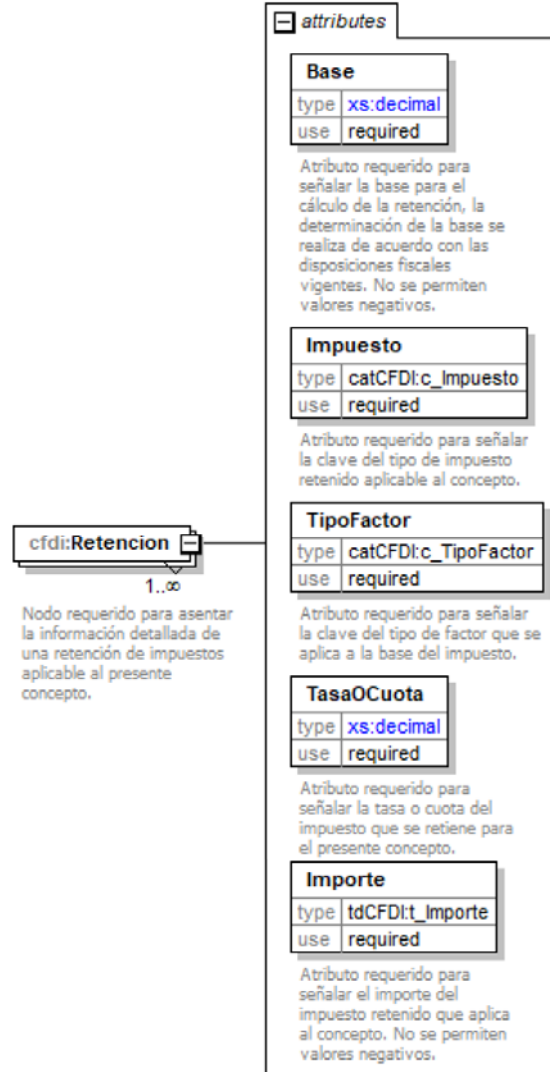 attributes
Base
type xs:decimal
use required
Atributo requerido para
señalar la base para el
cálculo de la retención, la
determinación de la base se
realiza de acuerdo con las
disposiciones fiscales
vigentes. No se permiten
valores negativos.
Impuesto
type catCFDI:c_Impuesto
use required
Atributo requerido para señalar
la clave del tipo de impuesto
retenido aplicable al concepto.
cfdi:Retencion
1..∞
Nodo requerido para asentar
la información detallada de
una retención de impuestos
aplicable al presente
concepto.
TipoFactor
type catCFDI:c_TipoFactor
use required
Atributo requerido para señalar
la clave del tipo de factor que se
aplica a la base del impuesto.
TasaOCuota
type xs:decimal
use required
Atributo requerido para
señalar la tasa o cuota del
impuesto que se retiene para
el presente concepto.
Importe
type tdCFDI:t_Importe
use required
Atributo requerido para
señalar el importe del
impuesto retenido que aplica
al concepto. No se permiten
valores negativos.